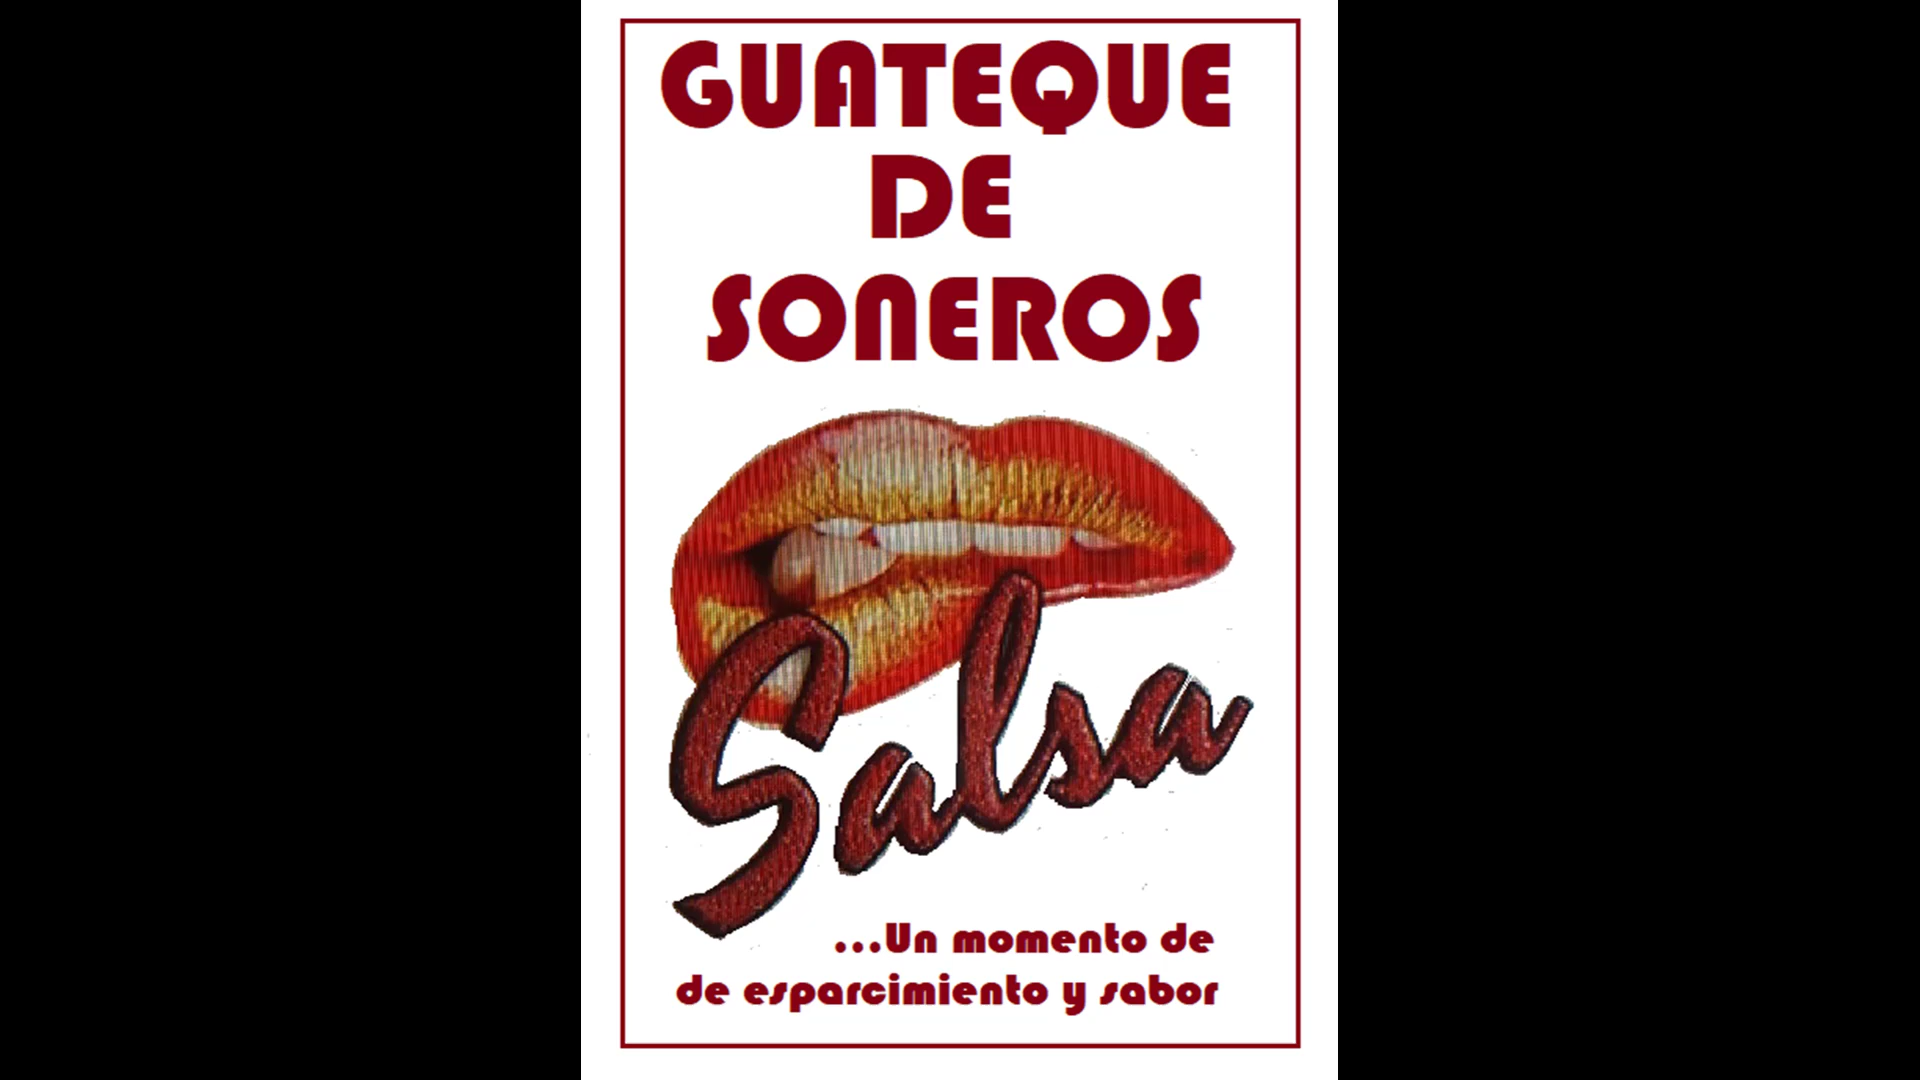 GUATEQUE
DE
SONEROS
Salsa
...Un momento de
de esparcimiento y sabor